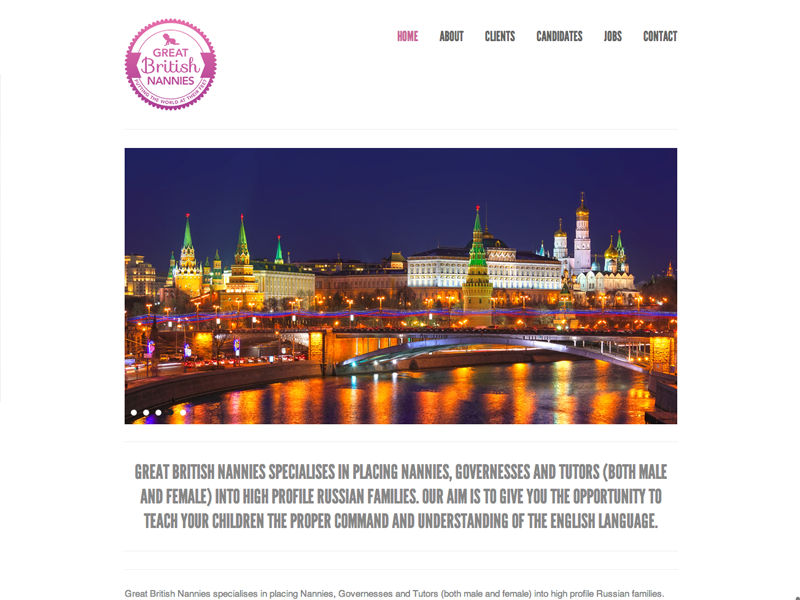 GREAT
British
NANNIES
PUTTING THE WORLD AT THEIR FEET
HOME ABOUT CLIENTS CANDIDATES JOBS CONTACT
GREAT BRITISH NANNIES SPECIALISES IN PLACING NANNIES, GOVERNESSES AND TUTORS (BOTH MALE
AND FEMALE) INTO HIGH PROFILE RUSSIAN FAMILIES. OUR AIM IS TO GIVE YOU THE OPPORTUNITY TO
TEACH YOUR CHILDREN THE PROPER COMMAND AND UNDERSTANDING OF THE ENGLISH LANGUAGE.
Great British Nannies specialises in placing Nannies, Governesses and Tutors (both male and female) into high profile Russian families.